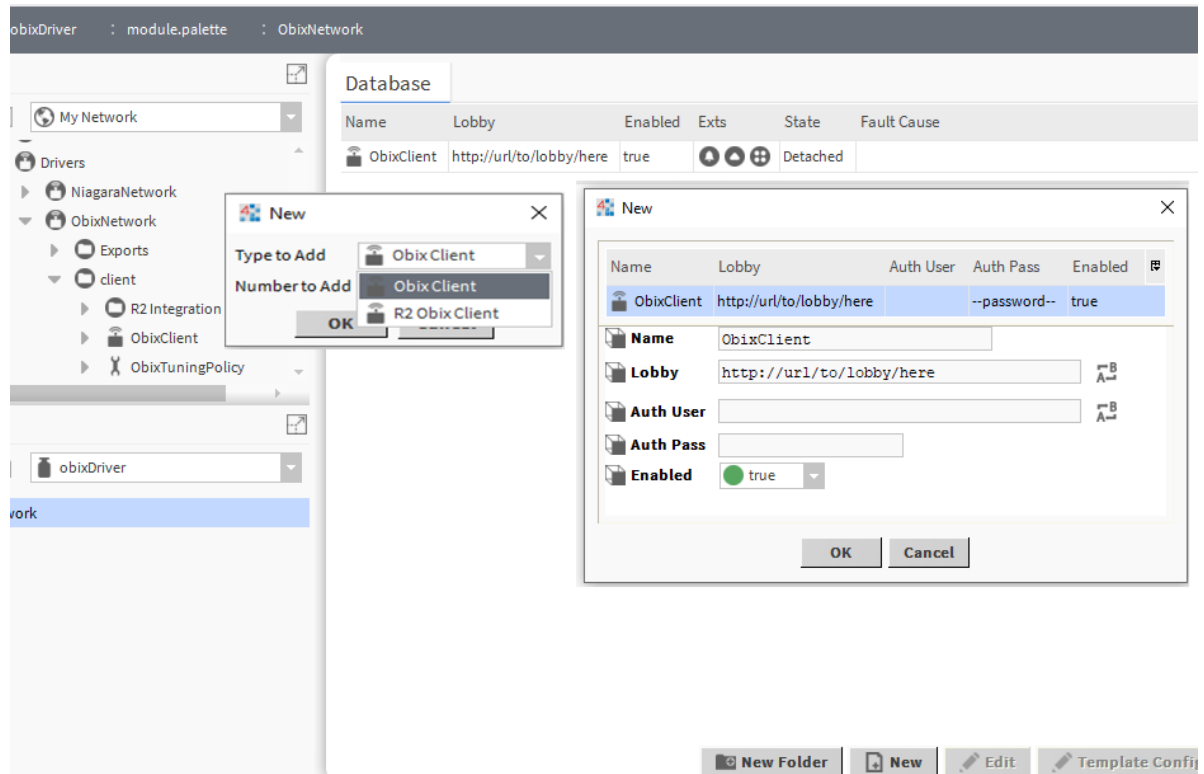 obixDriver : module.palette : ObixNetwork
My Network
Drivers
NiagaraNetwork
ObixNetwork
Exports
client
R2 Integration
ObixClient
ObixTuningPolicy
obixDriver
work
Database
Name Lobby Enabled Exts State Fault Cause
ObixClient http://url/to/lobby/here true Detached
New
Type to Add Obix Client
Number to Add Obix Client
R2 Obix Client
OK
New
Name Lobby Auth User Auth Pass Enabled
ObixClient http://url/to/lobby/here --password-- true
Name ObixClient
Lobby http://url/to/lobby/here
Auth User
Auth Pass
Enabled true
OK Cancel
New Folder New Edit Template Config